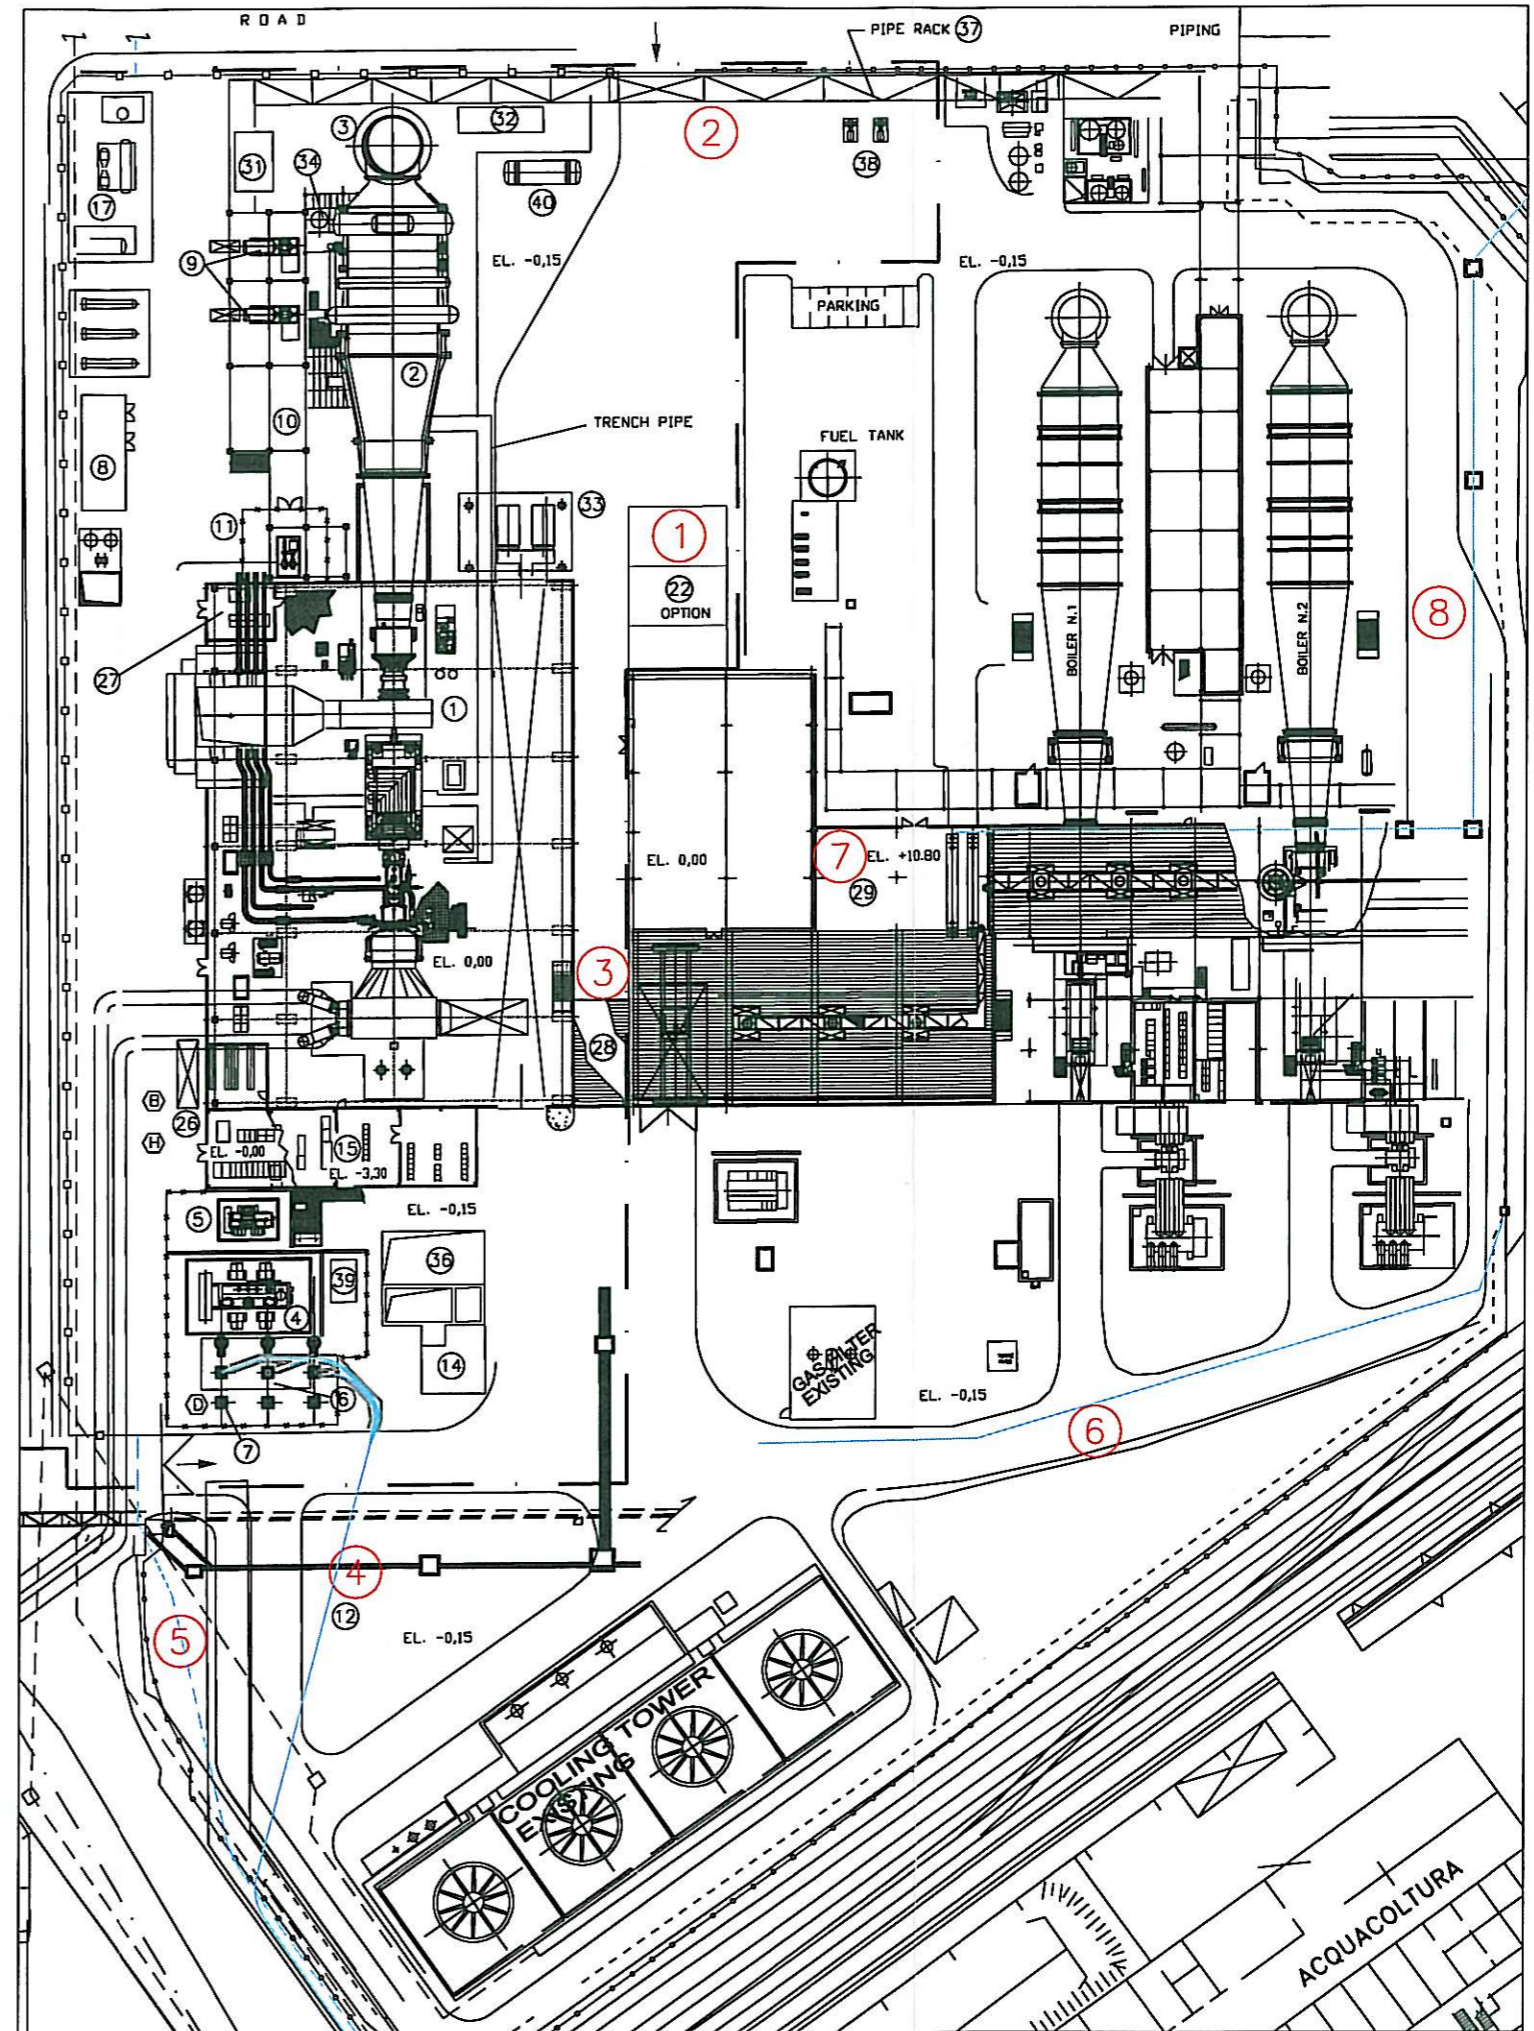 ROAD
PIPE RACK 37
PIPING
3
32
2
31
34
38
17
40
9
EL. -0,15
EL. -0,15
PARKING
2
10
TRENCH PIPE
FUEL TANK
8
33
11
1
22
OPTION
8
BOILER N.1
BOILER N.2
27
1
EL. 0,00
7
EL. +10.80
29
EL. 0,00
3
28
B
26
H
15
EL. -0,00
EL. -3,30
5
EL. -0,15
36
39
4
14
GAS FILTER
EXISTING
EL. -0,15
6
D
7
6
4
12
5
EL. -0,15
COOLING TOWER
EXISTING
ACQUACOLTURA